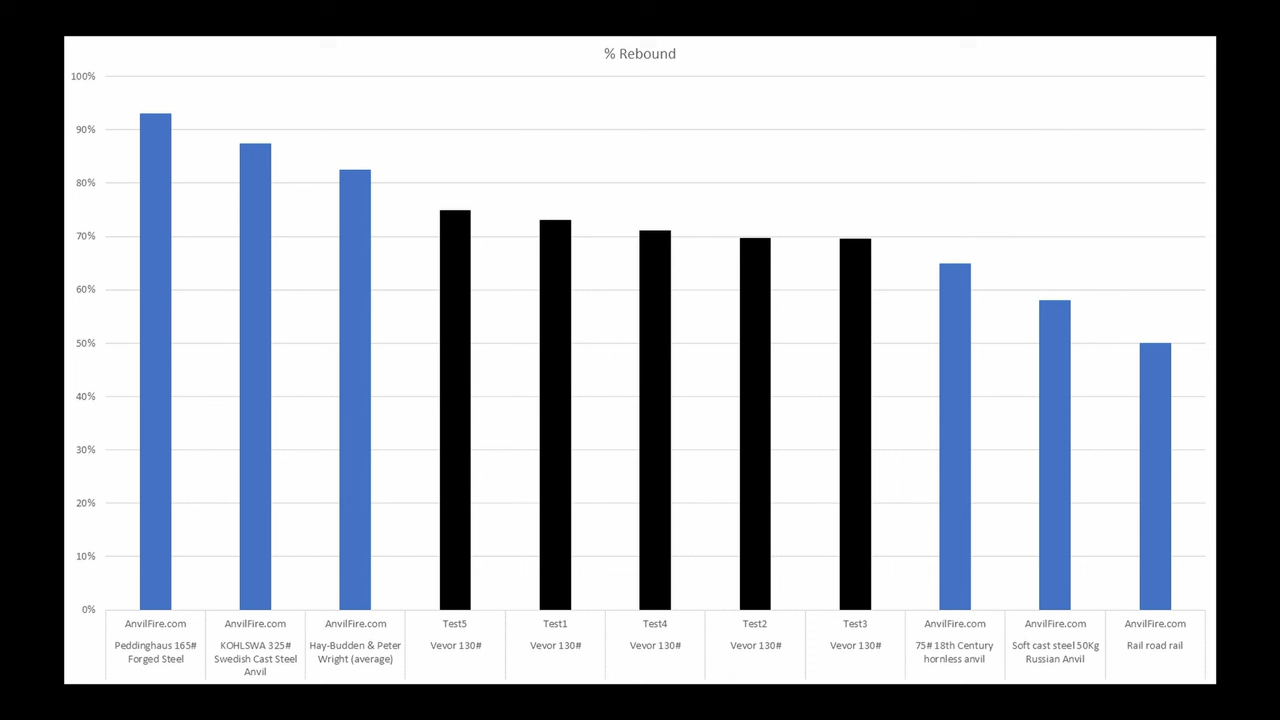 % Rebound
100%
90%
80%
70%
60%
50%
40%
30%
20%
10%
0%
AnvilFire.com
AnvilFire.com
AnvilFire.com
Test5
Test1
Test4
Test2
Test3
AnvilFire.com
AnvilFire.com
AnvilFire.com
Peddinghaus 165#
Forged Steel
KOHLSWA 325#
Swedish Cast Steel
Anvil
Hay-Budden & Peter
Wright (average)
Vevor 130#
Vevor 130#
Vevor 130#
Vevor 130#
Vevor 130#
75# 18th Century
hornless anvil
Soft cast steel 50Kg
Russian Anvil
Rail road rail